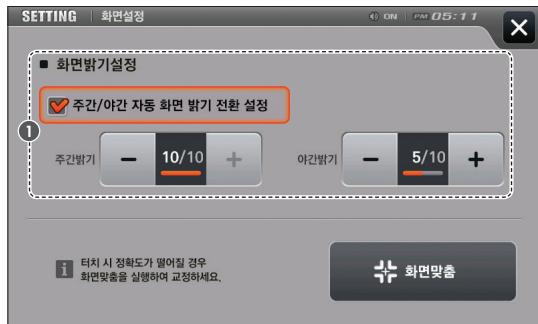 SETTING 화면설정 ON PM 05:11
화면밝기설정
주간/야간 자동 화면 밝기 전환 설정
1
주간밝기 − 10/10 + 야간밝기 − 5/10 +
i 터치 시 정확도가 떨어질 경우
화면맞춤을 실행하여 교정하세요.
화면맞춤